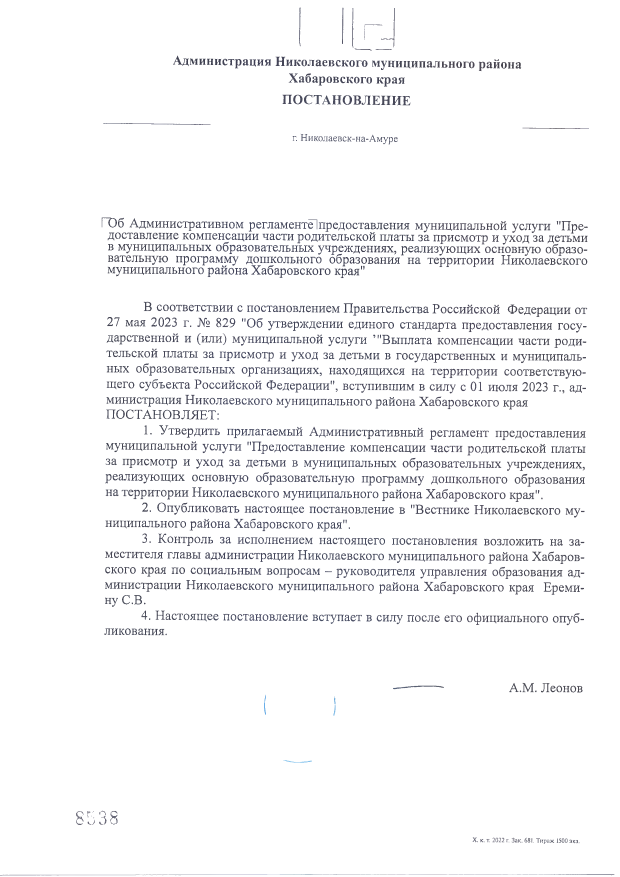 Администрация Николаевского муниципального района
Хабаровского края
ПОСТАНОВЛЕНИЕ
г. Николаевск-на-Амуре
Об Административном регламенте предоставления муниципальной услуги "Пре-
доставление компенсации части родительской платы за присмотр и уход за детьми
в муниципальных образовательных учреждениях, реализующих основную образо-
вательную программу дошкольного образования на территории Николаевского
муниципального района Хабаровского края"
В соответствии с постановлением Правительства Российской Федерации от
27 мая 2023 г. № 829 "Об утверждении единого стандарта предоставления госу-
дарственной и (или) муниципальной услуги '"Выплата компенсации части роди-
тельской платы за присмотр и уход за детьми в государственных и муниципаль-
ных образовательных организациях, находящихся на территории соответствую-
щего субъекта Российской Федерации", вступившим в силу с 01 июля 2023 г., ад-
министрация Николаевского муниципального района Хабаровского края
ПОСТАНОВЛЯЕТ:
1. Утвердить прилагаемый Административный регламент предоставления
муниципальной услуги "Предоставление компенсации части родительской платы
за присмотр и уход за детьми в муниципальных образовательных учреждениях,
реализующих основную образовательную программу дошкольного образования
на территории Николаевского муниципального района Хабаровского края".
2. Опубликовать настоящее постановление в "Вестнике Николаевского му-
ниципального района Хабаровского края".
3. Контроль за исполнением настоящего постановления возложить на за-
местителя главы администрации Николаевского муниципального района Хабаров-
ского края по социальным вопросам – руководителя управления образования ад-
министрации Николаевского муниципального района Хабаровского края Ереми-
ну С.В.
4. Настоящее постановление вступает в силу после его официального опуб-
ликования.
А.М. Леонов
8538
Х. к. т. 2022 г. Зак. 681. Тираж 1500 экз.